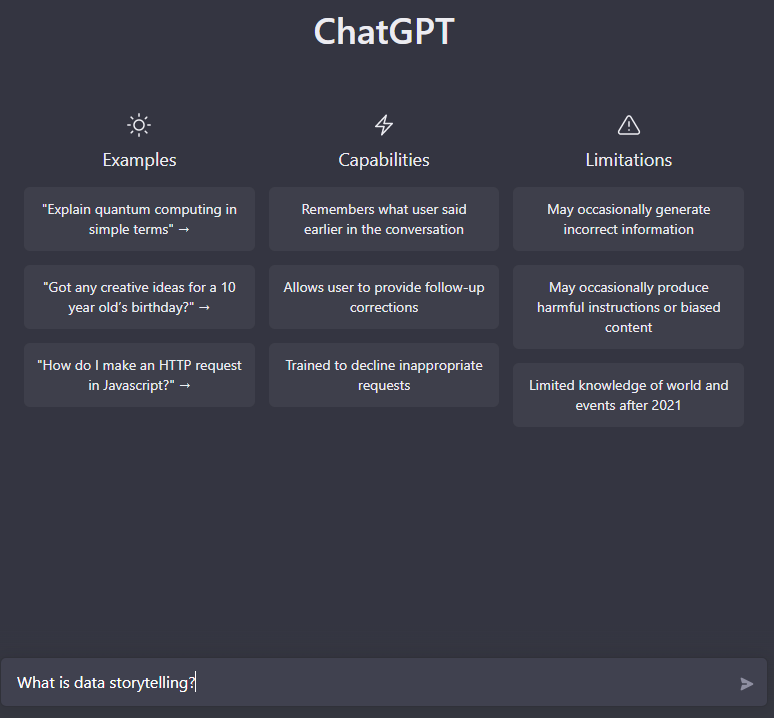 ChatGPT
Examples
"Explain quantum computing in
simple terms" →
"Got any creative ideas for a 10
year old’s birthday?" →
"How do I make an HTTP request
in Javascript?" →
Capabilities
Remembers what user said
earlier in the conversation
Allows user to provide follow-up
corrections
Trained to decline inappropriate
requests
Limitations
May occasionally generate
incorrect information
May occasionally produce
harmful instructions or biased
content
Limited knowledge of world and
events after 2021
What is data storytelling?